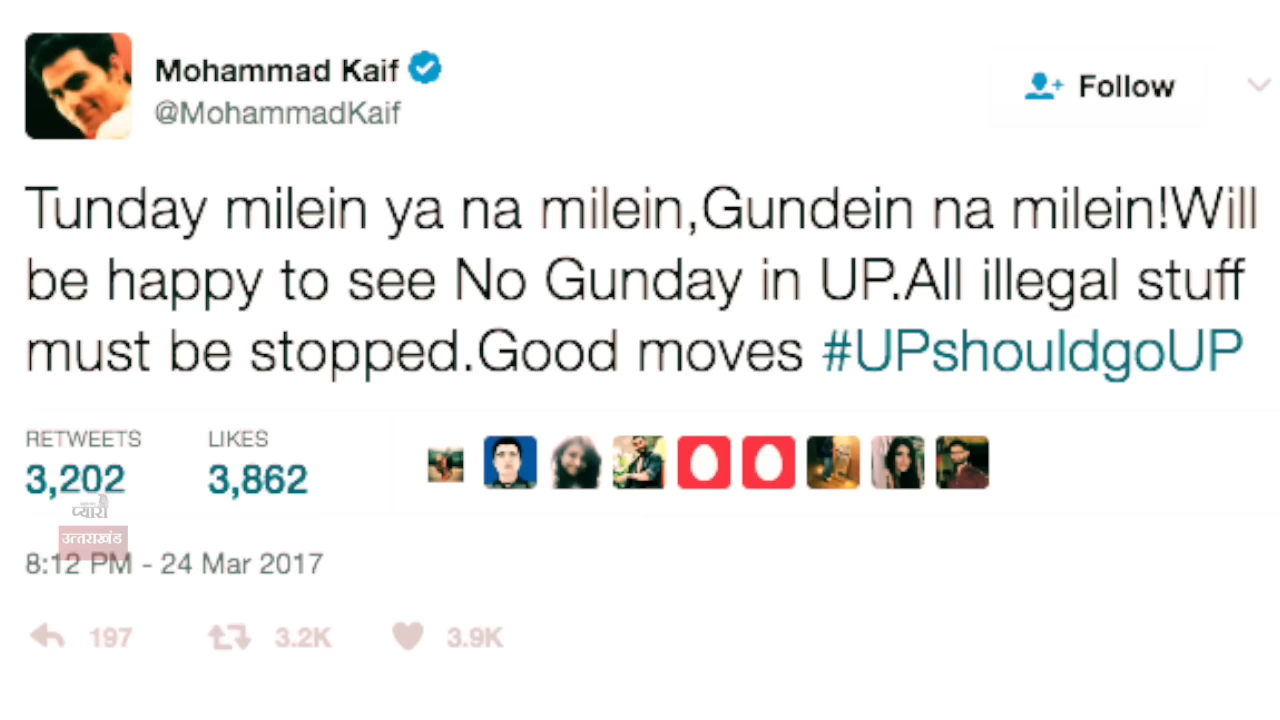 Mohammad Kaif
@MohammadKaif
Follow
Tunday milein ya na milein,Gundein na milein!Will
be happy to see No Gunday in UP.All illegal stuff
must be stopped.Good moves #UPshouldgoUP
RETWEETS LIKES
3,202 3,862
प्यारा
उत्तराखंड
8:12 PM - 24 Mar 2017
197 3.2K 3.9K